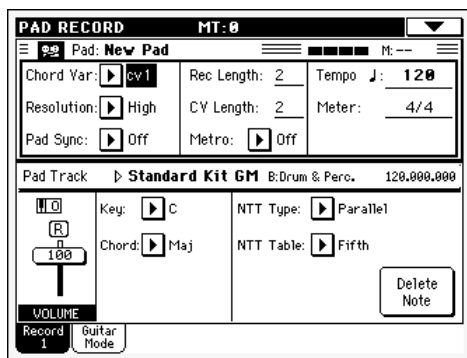 PAD RECORD MT:0
Pad: New Pad M:--
Chord Var: cv1 Rec Length: 2 Tempo ♩: 120
Resolution: High CV Length: 2 Meter: 4/4
Pad Sync: Off Metro: Off
Pad Track Standard Kit GM B:Drum & Perc. 120.000.000
Key: C NTT Type: Parallel
R
100 Chord: Maj NTT Table: Fifth
Delete
Note
VOLUME
Record 1 Guitar Mode